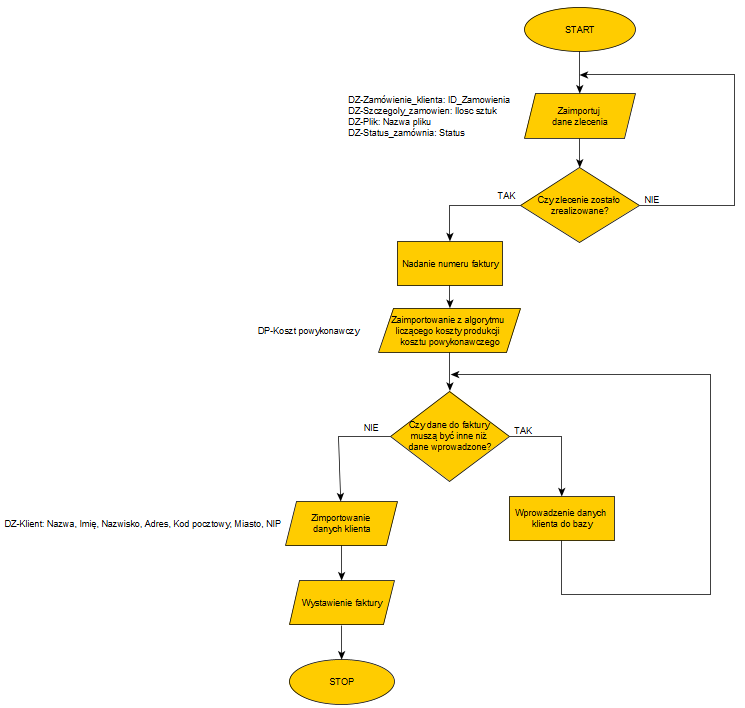 START
DZ-Zamówienie_klienta: ID_Zamowienia
DZ-Szczegoly_zamowien: Ilosc sztuk
DZ-Plik: Nazwa pliku
DZ-Status_zamównia: Status
Zaimportuj
dane zlecenia
TAK
Czy zlecenie zostało
zrealizowane?
NIE
Nadanie numeru faktury
DP-Koszt powykonawczy
Zaimportowanie z algorytmu
liczącego koszty produkcji
kosztu powykonawczego
NIE
Czy dane do faktury
muszą być inne niż
dane wprowadzone?
TAK
DZ-Klient: Nazwa, Imię, Nazwisko, Adres, Kod pocztowy, Miasto, NIP
Zimportowanie
danych klienta
Wprowadzenie danych
klienta do bazy
Wystawienie faktury
STOP